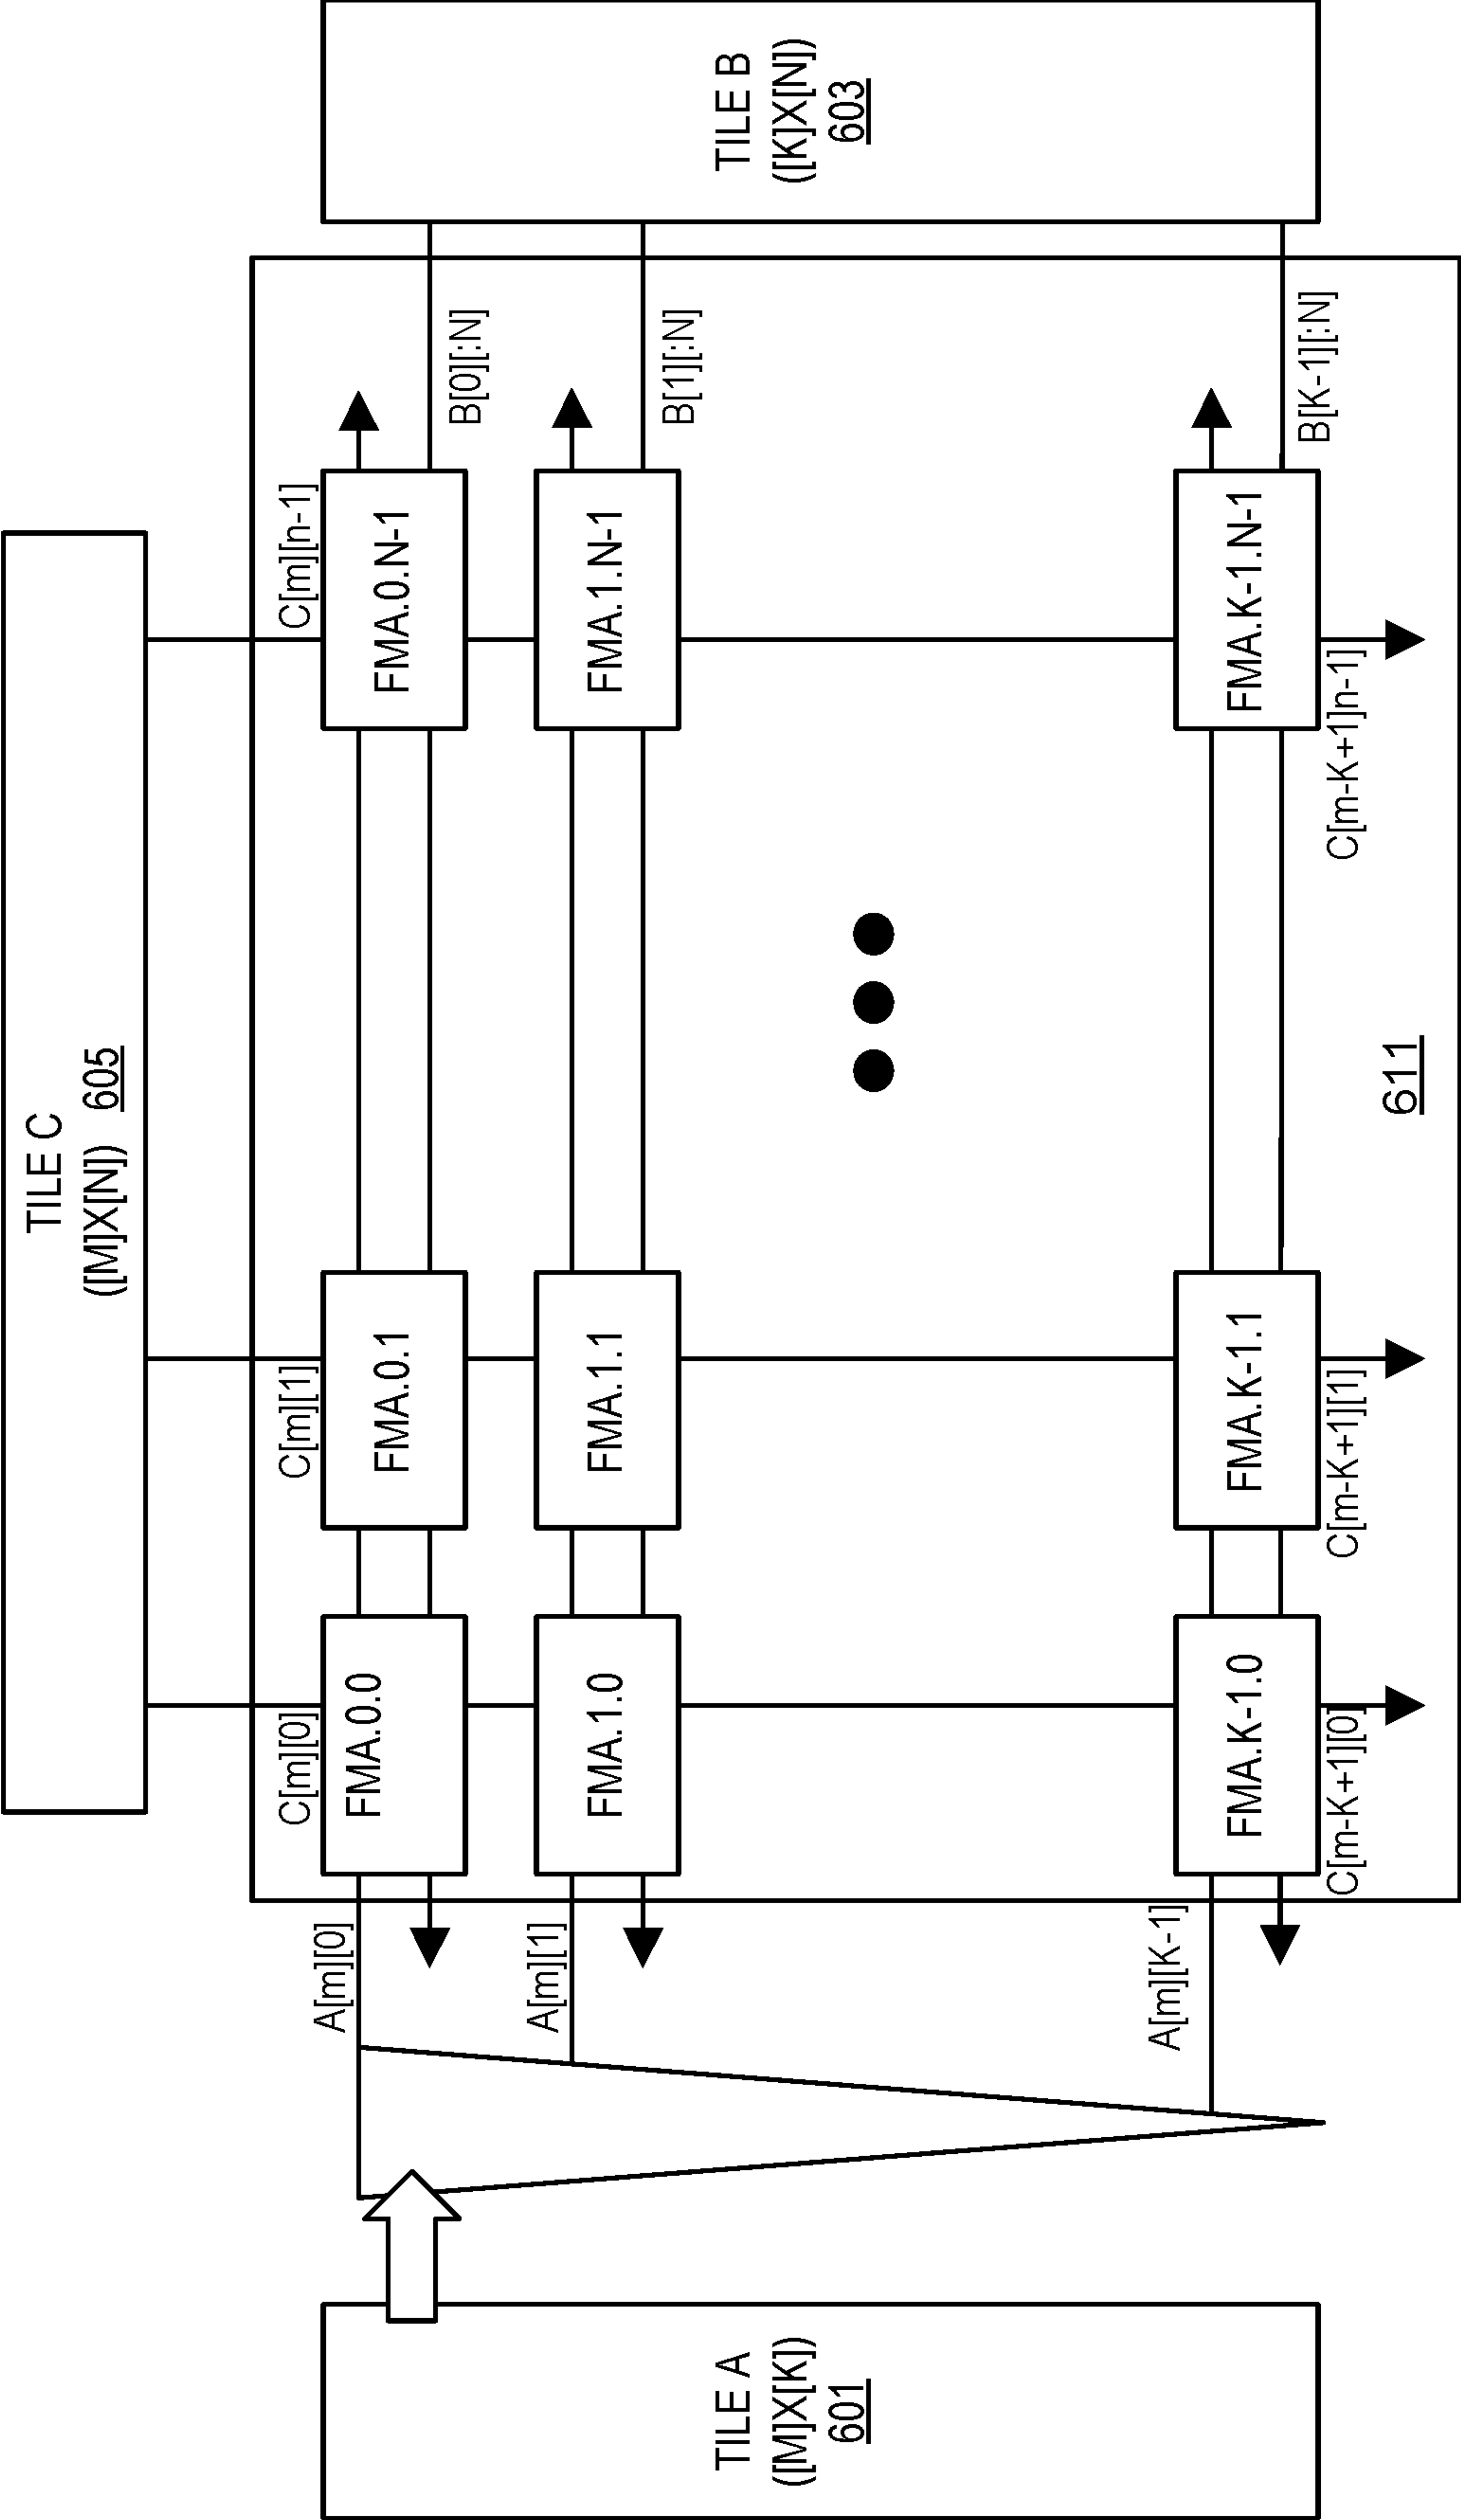 TILE C
([M]X[N]) 605
C[m][0]
C[m][1]
C[m][n-1]
A[m][0]
FMA.0.0
FMA.0.1
FMA.0.N-1
B[0][:N]
A[m][1]
FMA.1.0
FMA.1.1
FMA.1.N-1
B[1][:N]
TILE A
([M]X[K])
601
TILE B
([K]X[N])
603
A[m][K-1]
FMA.K-1.0
FMA.K-1.1
FMA.K-1.N-1
B[K-1][:N]
C[m-K+1][0]
C[m-K+1][1]
C[m-K+1]n-1]
611